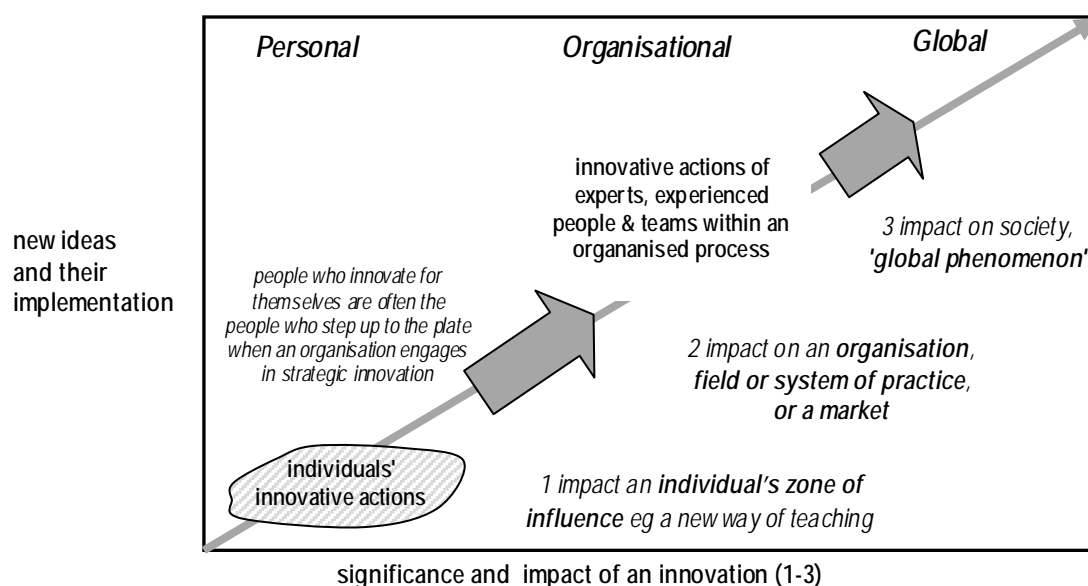 Personal
Organisational
Global
innovative actions of
experts, experienced
people & teams within an
organanised process
3 impact on society,
'global phenomenon'
new ideas
and their
implementation
people who innovate for
themselves are often the
people who step up to the plate
when an organisation engages
in strategic innovation
2 impact on an organisation,
field or system of practice,
or a market
individuals'
innovative actions
1 impact an individual's zone of
influence eg a new way of teaching
significance and impact of an innovation (1-3)